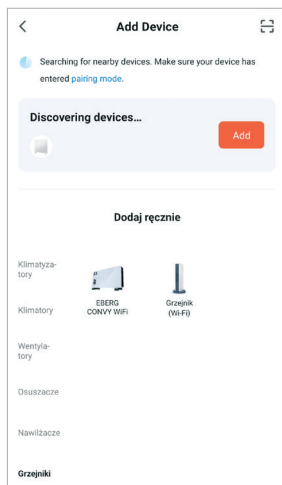 Add Device
Searching for nearby devices. Make sure your device has
entered pairing mode.
Discovering devices...
Add
Dodaj ręcznie
Klimatyza-
tory
EBERG
CONVY WiFi
Grzejnik
(Wi-Fi)
Klimatory
Wentyla-
tory
Osuszacze
Nawilżacze
Grzejniki